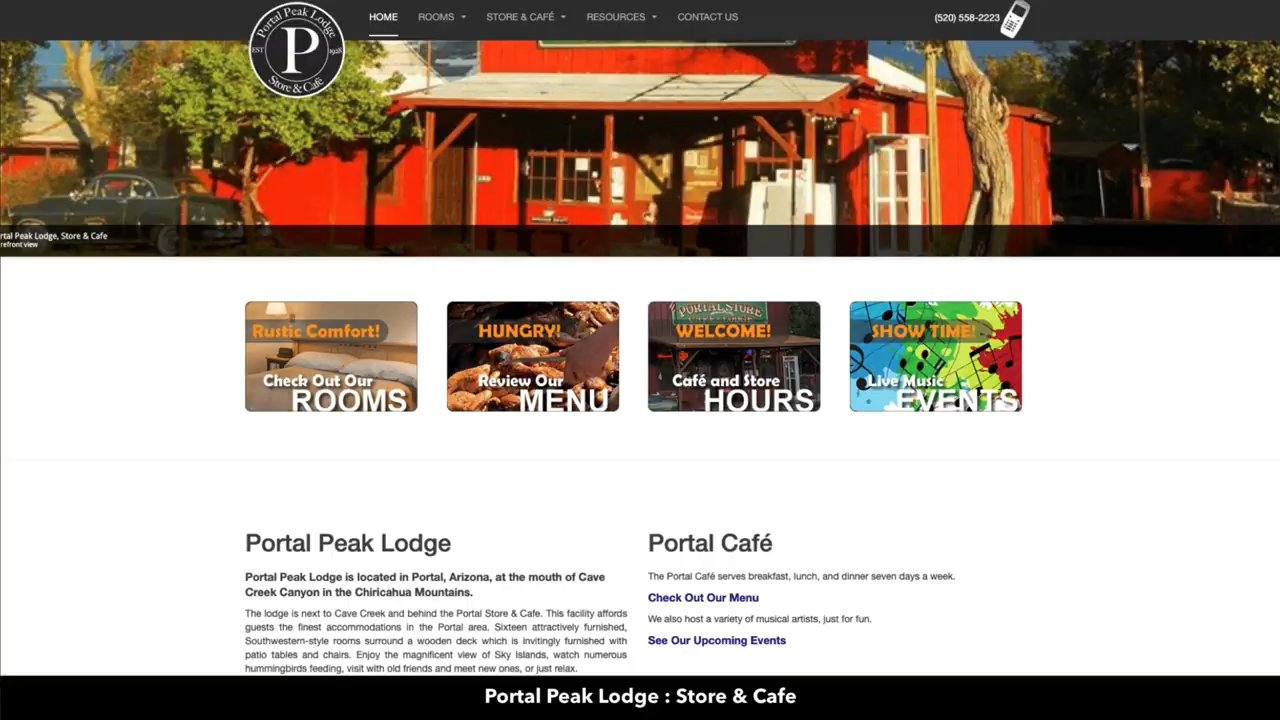 Portal Peak Lodge
EST 1928
P
Store & Café
HOME
ROOMS
STORE & CAFÉ
RESOURCES
CONTACT US
(520) 558-2223
rtal Peak Lodge, Store & Cafe
refront view
Rustic Comfort!
Check Out Our
ROOMS
HUNGRY!
Review Our
MENU
PORTAL STORE
WELCOME!
Café and Store
HOURS
SHOW TIME!
Live Music
EVENTS
Portal Peak Lodge
Portal Peak Lodge is located in Portal, Arizona, at the mouth of Cave
Creek Canyon in the Chiricahua Mountains.
The lodge is next to Cave Creek and behind the Portal Store & Cafe. This facility affords
guests the finest accommodations in the Portal area. Sixteen attractively furnished,
Southwestern-style rooms surround a wooden deck which is invitingly furnished with
patio tables and chairs. Enjoy the magnificent view of Sky Islands, watch numerous
hummingbirds feeding, visit with old friends and meet new ones, or just relax.
Portal Café
The Portal Café serves breakfast, lunch, and dinner seven days a week.
Check Out Our Menu
We also host a variety of musical artists, just for fun.
See Our Upcoming Events
Portal Peak Lodge : Store & Cafe